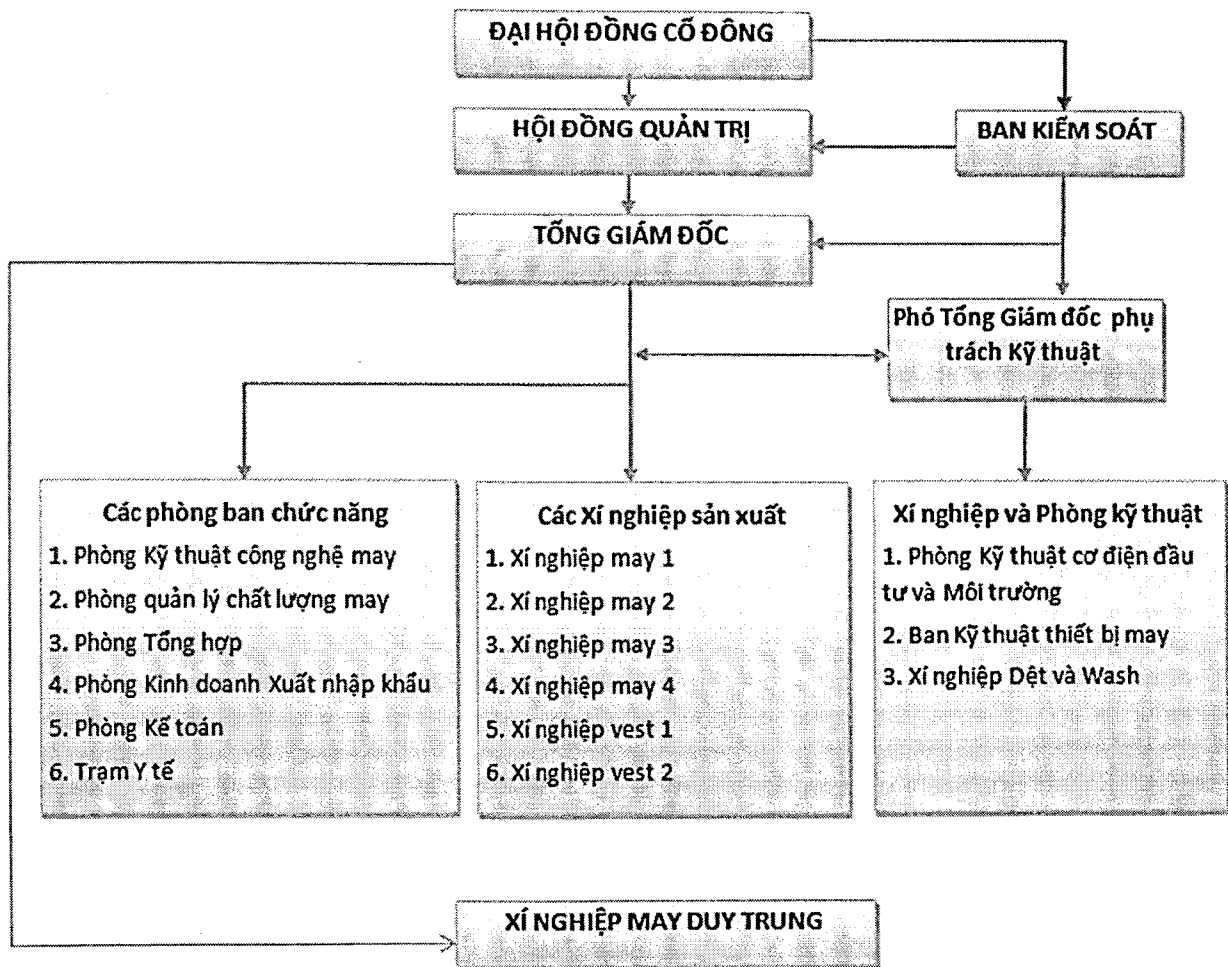 ĐẠI HỘI ĐỒNG CỔ ĐÔNG
HỘI ĐỒNG QUẢN TRỊ
BAN KIỂM SOÁT
TỔNG GIÁM ĐỐC
Phó Tổng Giám đốc phụ
trách Kỹ thuật
Các phòng ban chức năng
1. Phòng Kỹ thuật công nghệ may
2. Phòng quản lý chất lượng may
3. Phòng Tổng hợp
4. Phòng Kinh doanh Xuất nhập khẩu
5. Phòng Kế toán
6. Trạm Y tế
Các Xí nghiệp sản xuất
1. Xí nghiệp may 1
2. Xí nghiệp may 2
3. Xí nghiệp may 3
4. Xí nghiệp may 4
5. Xí nghiệp vest 1
6. Xí nghiệp vest 2
Xí nghiệp và Phòng kỹ thuật
1. Phòng Kỹ thuật cơ điện đầu
tư và Môi trường
2. Ban Kỹ thuật thiết bị may
3. Xí nghiệp Dệt và Wash
XÍ NGHIỆP MAY DUY TRUNG